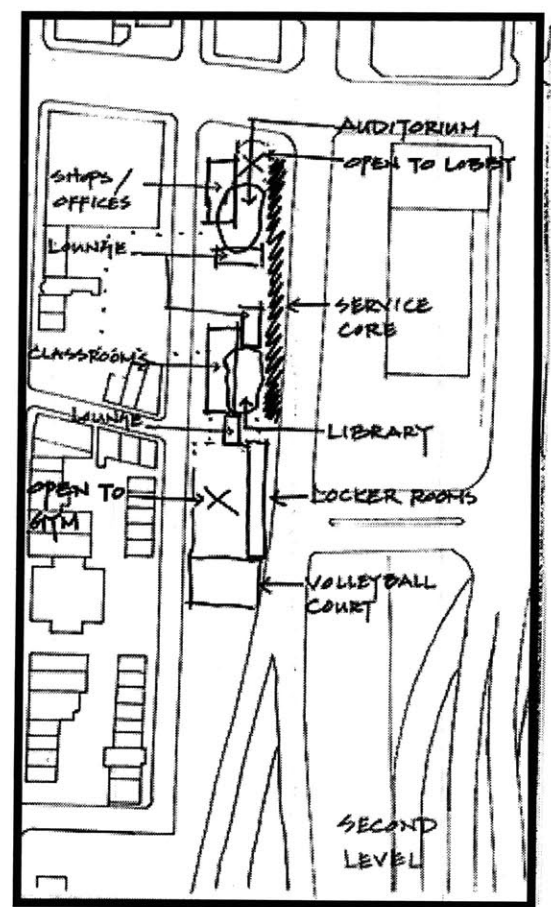 AUDITORIUM
OPEN TO LOBBY
SHOPS /
OFFICES
LOUNGE
SERVICE
CORE
CLASSROOMS
LOUNGE
LIBRARY
OPEN TO
GYM
LOCKER ROOMS
VOLLEYBALL
COURT
SECOND
LEVEL